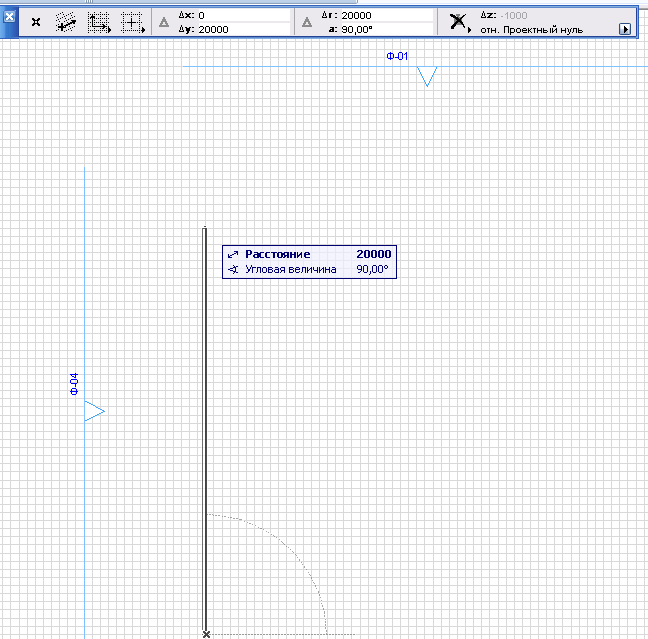 Δx: 0
Δy: 20000
Δr: 20000
a: 90,00°
Δz: -1000
отн. Проектный нуль
Ф-01
Расстояние 20000
Угловая величина 90,00°
Ф-04